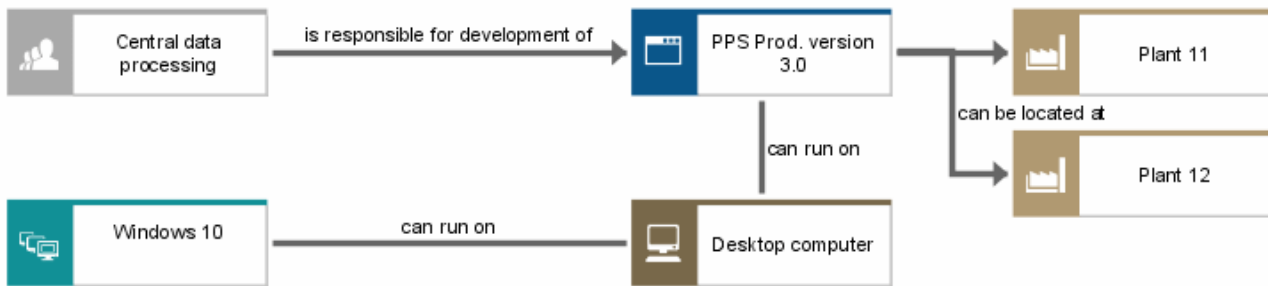 Central data
processing
is responsible for development of
PPS Prod. version
3.0
Plant 11
can be located at
Plant 12
can run on
Windows 10
can run on
Desktop computer